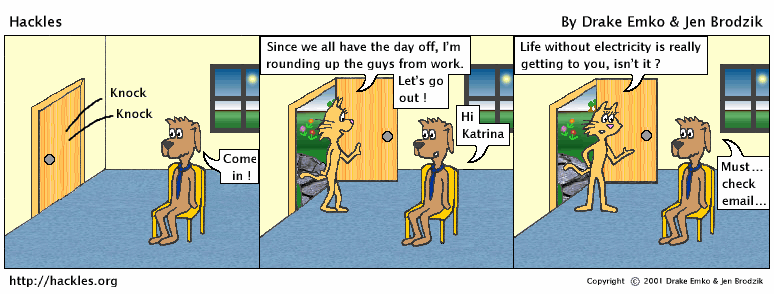 Hackles
By Drake Emko & Jen Brodzik
Knock
Knock
Come
in !
Since we all have the day off, I'm
rounding up the guys from work.
Let's go
out !
Hi
Katrina
Life without electricity is really
getting to you, isn't it ?
Must...
check
email...
http://hackles.org
Copyright © 2001 Drake Emko & Jen Brodzik